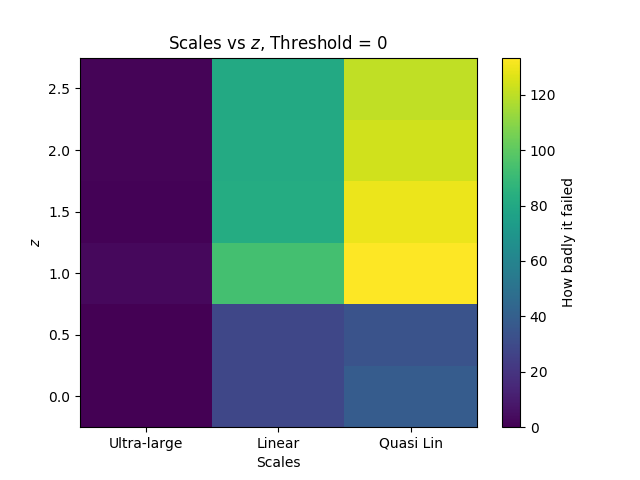 Scales vs z, Threshold = 0
2.5
2.0
1.5
1.0
0.5
0.0
z
Ultra-large
Linear
Quasi Lin
Scales
120
100
80
60
40
20
0
How badly it failed